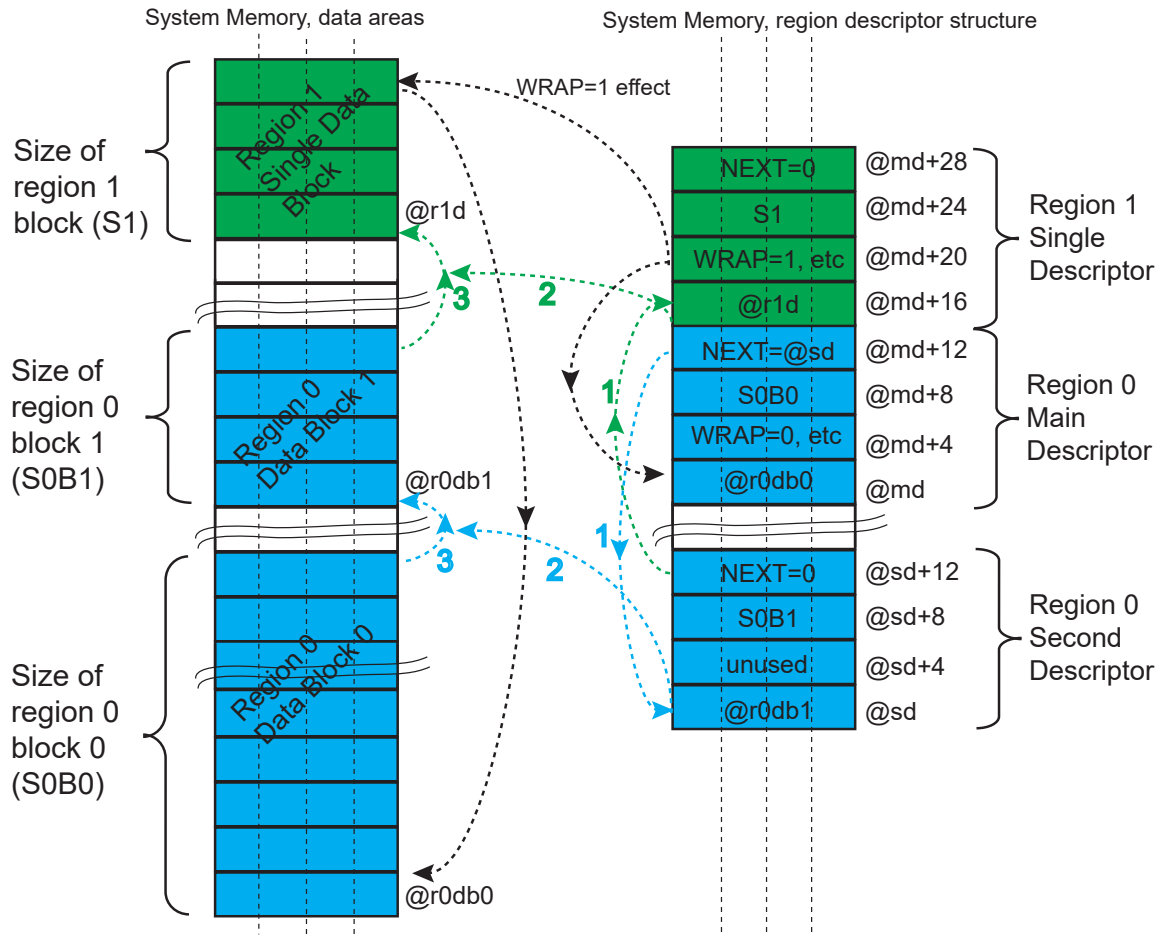 System Memory, data areas
System Memory, region descriptor structure
WRAP=1 effect
Size of
region 1
block (S1)
Region 1
Single Data
Block
@r1d
3
2
Size of
region 0
block 1
(S0B1)
Region 0
Data Block 1
@r0db1
3
2
Size of
region 0
block 0
(S0B0)
Region 0
Data Block 0
@r0db0
1
1
NEXT=0
@md+28
S1
@md+24
WRAP=1, etc
@md+20
@r1d
@md+16
Region 1
Single
Descriptor
NEXT=@sd
@md+12
S0B0
@md+8
WRAP=0, etc
@md+4
@r0db0
@md
Region 0
Main
Descriptor
NEXT=0
@sd+12
S0B1
@sd+8
unused
@sd+4
@r0db1
@sd
Region 0
Second
Descriptor